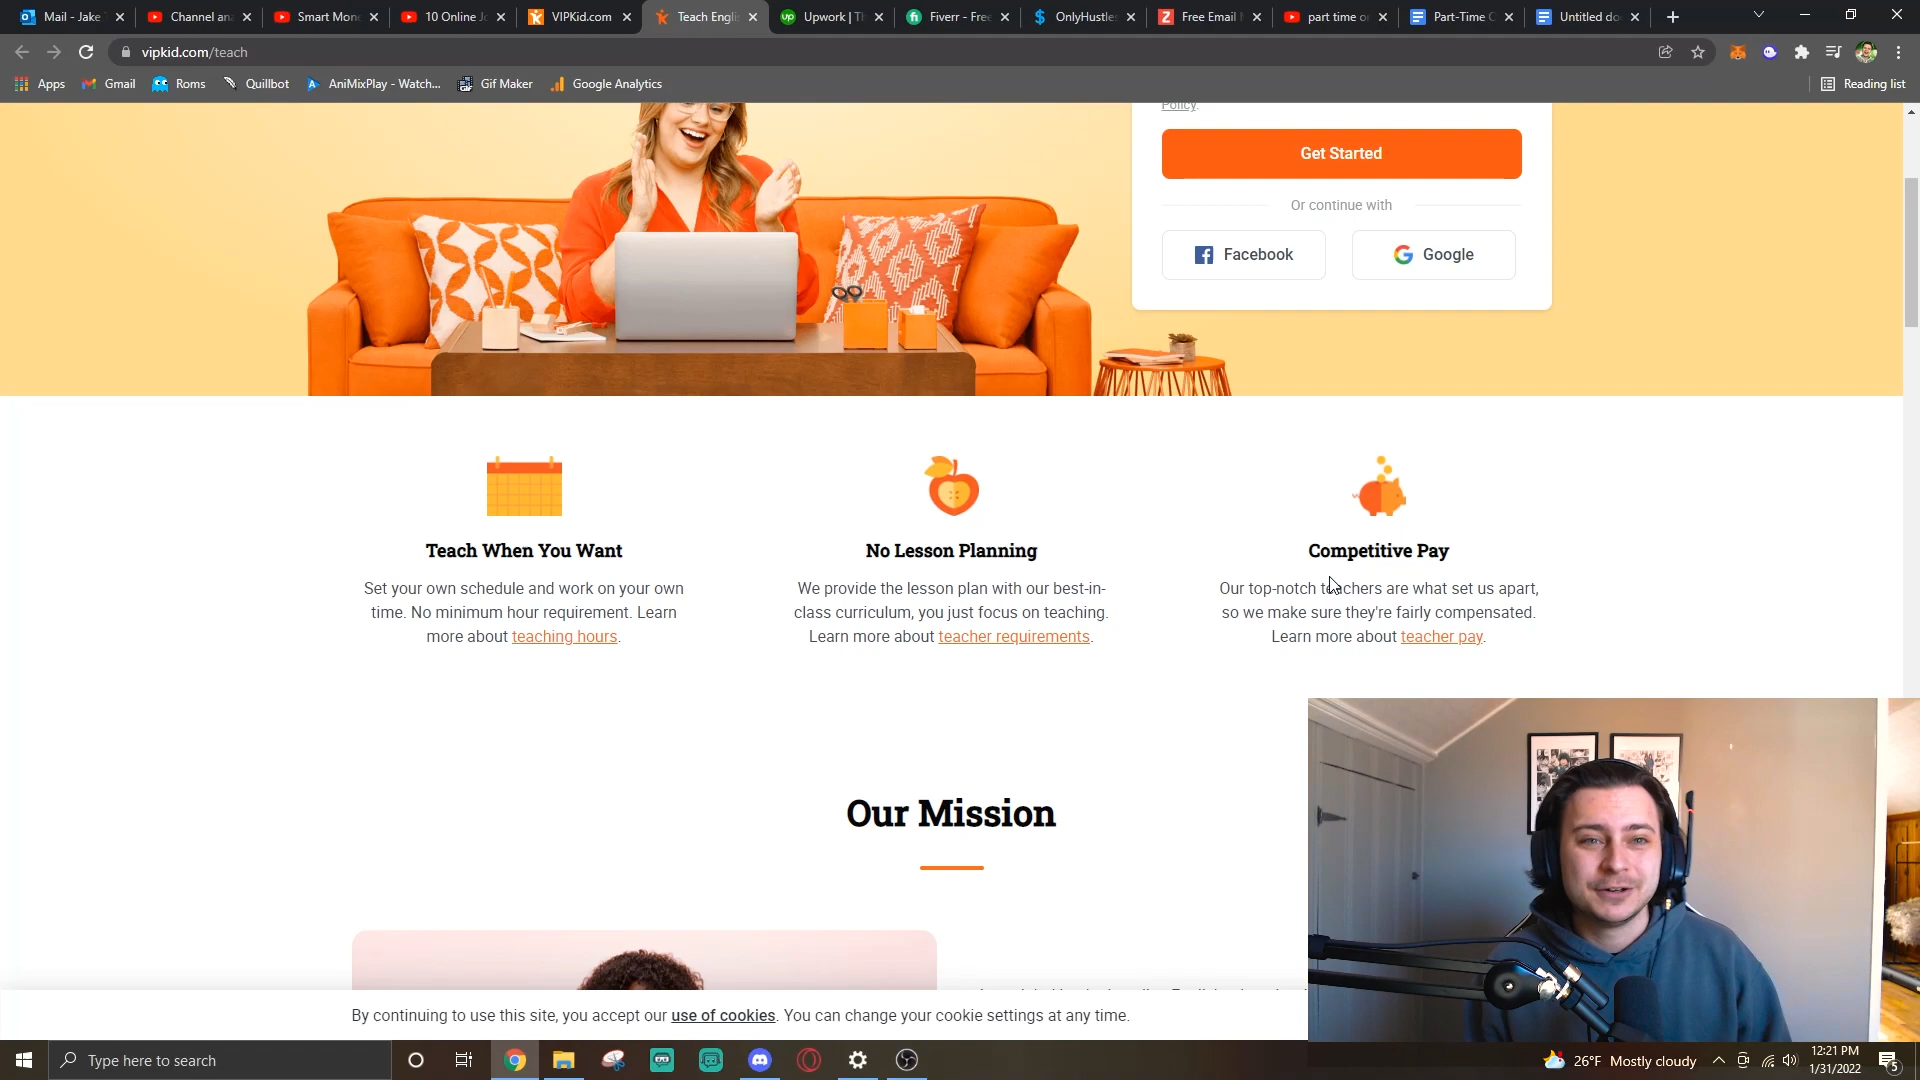 Mail - Jake
Channel an
Smart Mon
10 Online J
VIPKid.com
Teach Engli
Upwork | Th
Fiverr - Free
OnlyHustle
Free Email
part time o
Part-Time
Untitled do
vipkid.com/teach
Apps
Gmail
Roms
Quillbot
AniMixPlay - Watch...
Gif Maker
Google Analytics
Reading list
Policy.
Get Started
Or continue with
Facebook
Google
Teach When You Want
Set your own schedule and work on your own
time. No minimum hour requirement. Learn
more about teaching hours.
No Lesson Planning
We provide the lesson plan with our best-in-
class curriculum, you just focus on teaching.
Learn more about teacher requirements.
Competitive Pay
Our top-notch teachers are what set us apart,
so we make sure they're fairly compensated.
Learn more about teacher pay.
Our Mission
By continuing to use this site, you accept our use of cookies. You can change your cookie settings at any time.
Type here to search
26°F Mostly cloudy
12:21 PM
1/31/2022
5